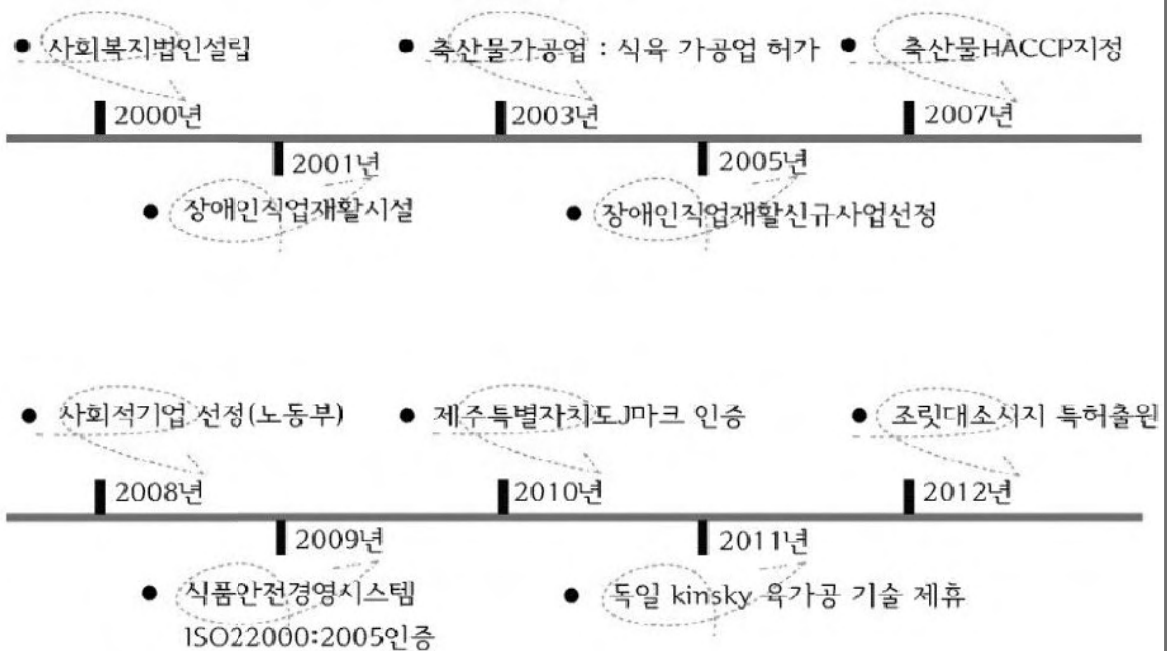 사회복지법인설립
축산물가공업 : 식육 가공업 허가
축산물HACCP지정
2000년
2003년
2007년
2001년
2005년
장애인직업재활시설
장애인직업재활신규사업선정
사회적기업 선정(노동부)
제주특별자치도J마크 인증
조릿대소시지 특허출원
2008년
2010년
2012년
2009년
2011년
식품안전경영시스템
ISO22000:2005인증
독일 kinsky 육가공 기술 제휴